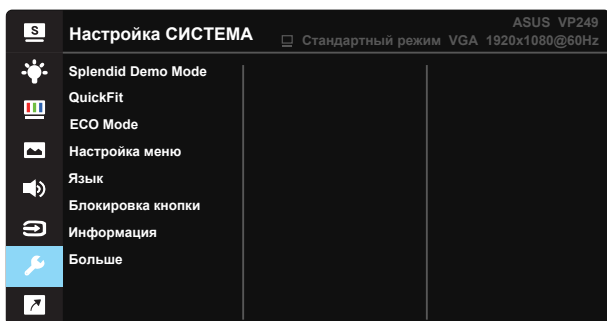 S
Настройка СИСТЕМА
ASUS VP249
Стандартный режим VGA 1920x1080@60Hz
Splendid Demo Mode
QuickFit
ECO Mode
Настройка меню
Язык
Блокировка кнопки
Информация
Больше